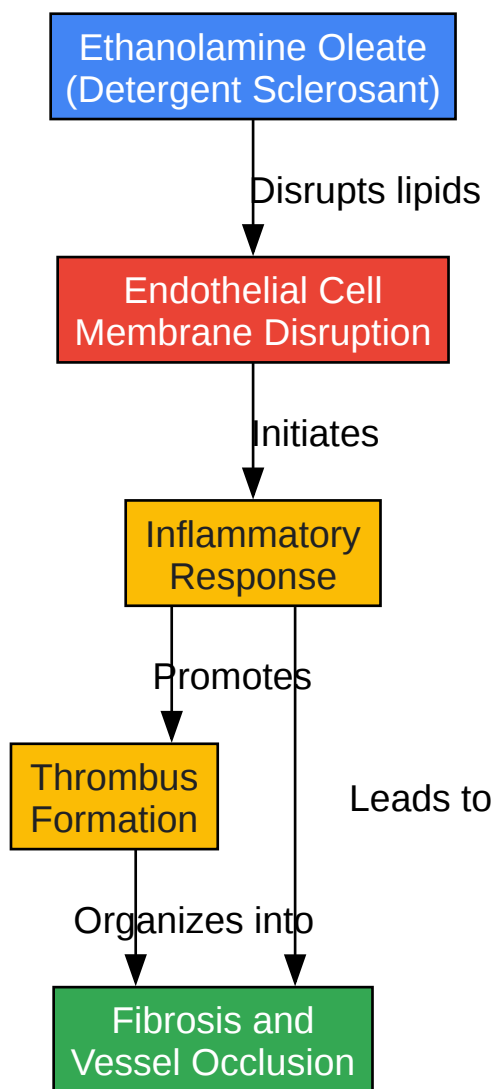 Ethanolamine Oleate
(Detergent Sclerosant)
Disrupts lipids
Endothelial Cell
Membrane Disruption
Initiates
Inflammatory
Response
Promotes
Thrombus
Formation
Leads to
Organizes into
Fibrosis and
Vessel Occlusion